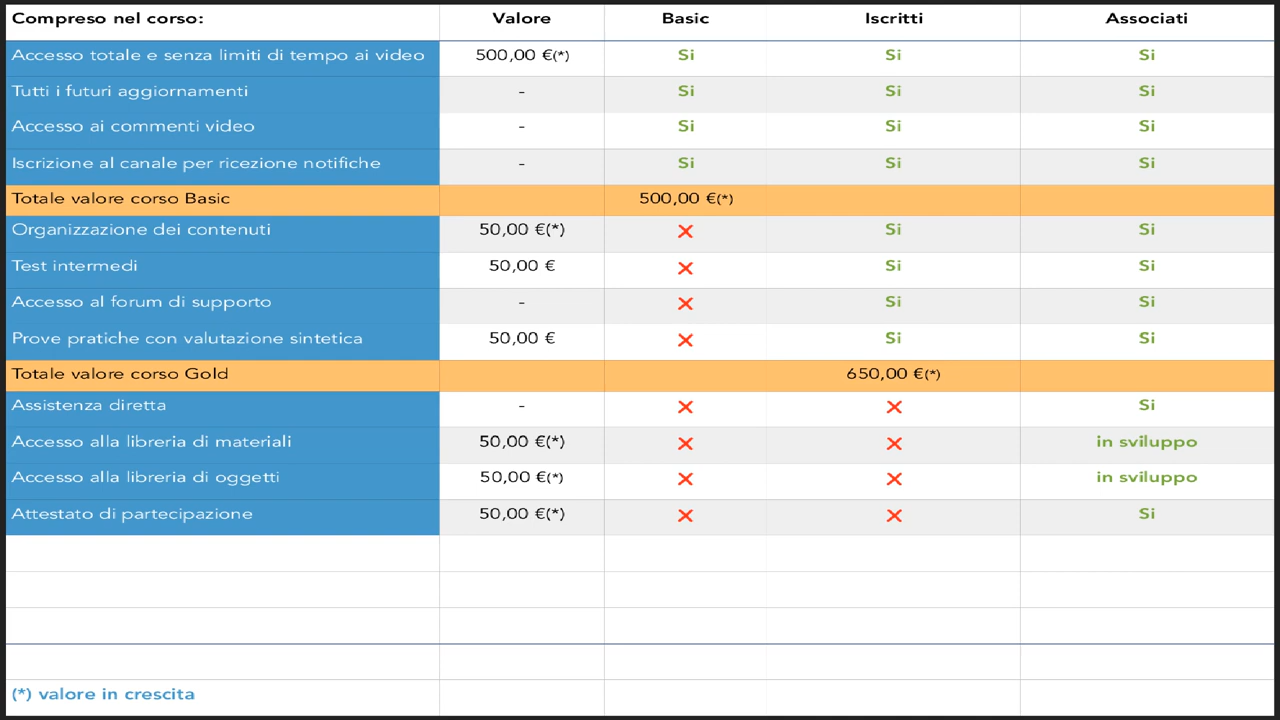 Compreso nel corso: Valore Basic Iscritti Associati
Accesso totale e senza limiti di tempo ai video 500,00 €(*) Si Si Si
Tutti i futuri aggiornamenti - Si Si Si
Accesso ai commenti video - Si Si Si
Iscrizione al canale per ricezione notifiche - Si Si Si
Totale valore corso Basic 500,00 €(*)
Organizzazione dei contenuti 50,00 €(*) ✕ Si Si
Test intermedi 50,00 € ✕ Si Si
Accesso al forum di supporto - ✕ Si Si
Prove pratiche con valutazione sintetica 50,00 € ✕ Si Si
Totale valore corso Gold 650,00 €(*)
Assistenza diretta - ✕ ✕ Si
Accesso alla libreria di materiali 50,00 €(*) ✕ ✕ in sviluppo
Accesso alla libreria di oggetti 50,00 €(*) ✕ ✕ in sviluppo
Attestato di partecipazione 50,00 €(*) ✕ ✕ Si
(*) valore in crescita